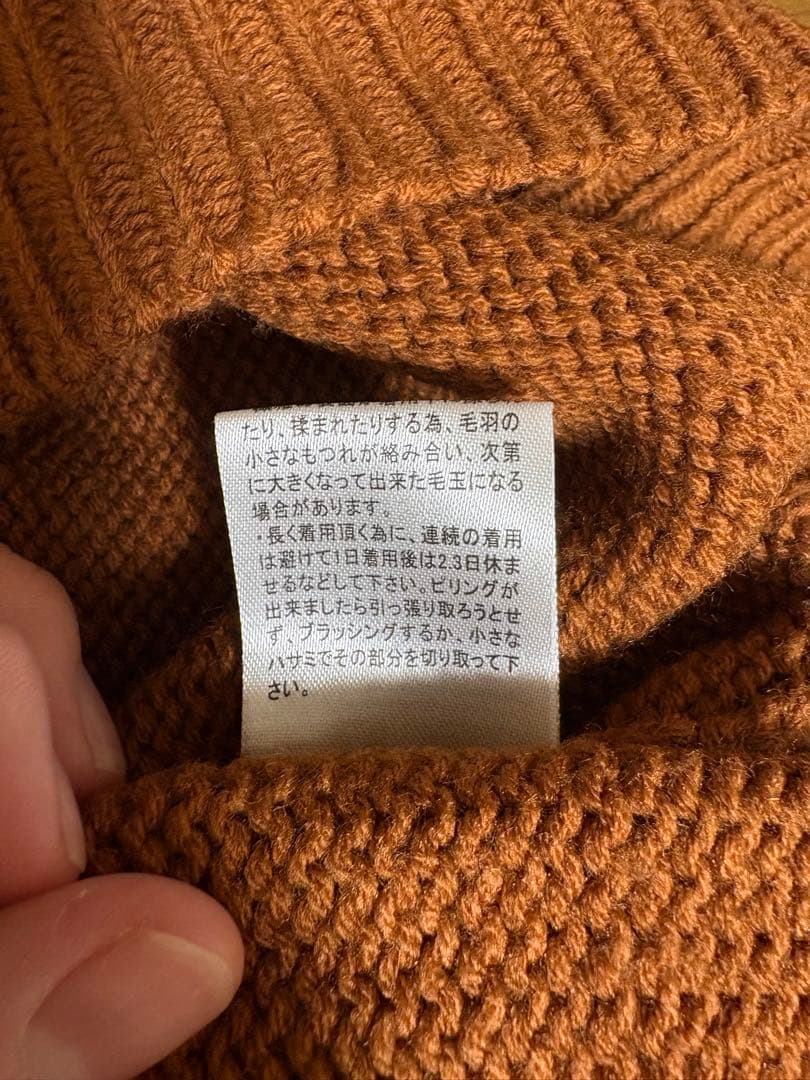 たり、揉まれたりする為、毛羽の
小さなもつれが絡み合い、次第
に大きくなって出来た毛玉になる
場合があります。
・長く着用頂く為に、連続の着用
は避けて1日着用後は2.3日休ま
せるなどして下さい。ピリングが
出来ましたら引っ張り取ろうとせ
ず、ブラッシングするか、小さな
ハサミでその部分を切り取って下
さい。